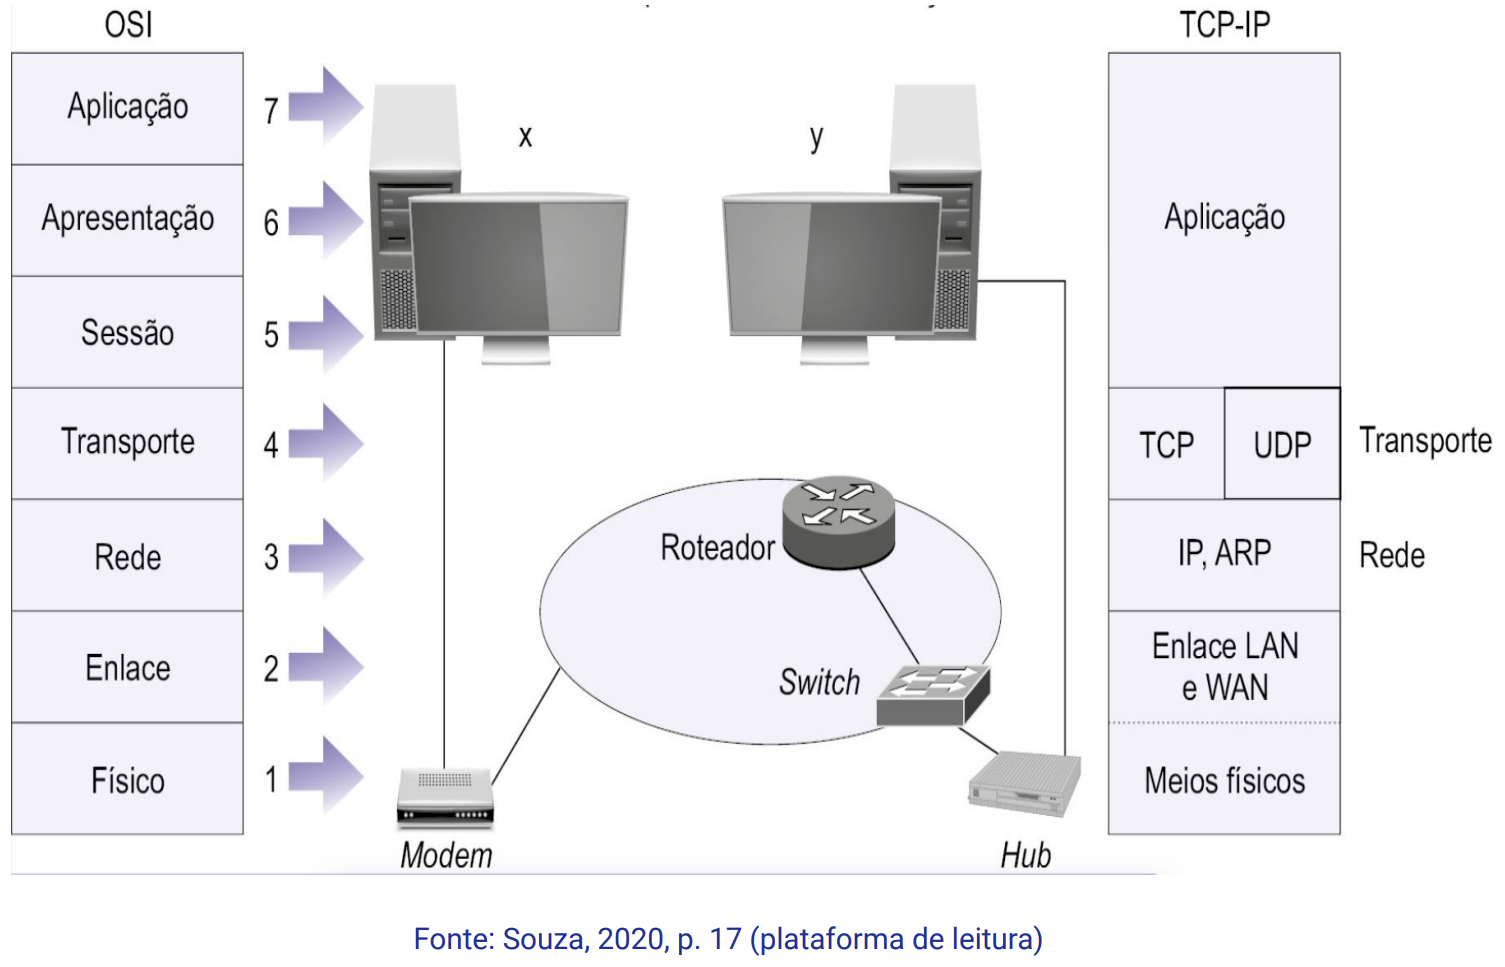 OSI
TCP-IP
Aplicação
7
x
y
Apresentação
6
Aplicação
Sessão
5
Transporte
4
TCP
UDP
Transporte
Rede
3
Roteador
IP, ARP
Rede
Enlace
2
Switch
Enlace LAN
e WAN
Físico
1
Meios físicos
Modem
Hub
Fonte: Souza, 2020, p. 17 (plataforma de leitura)